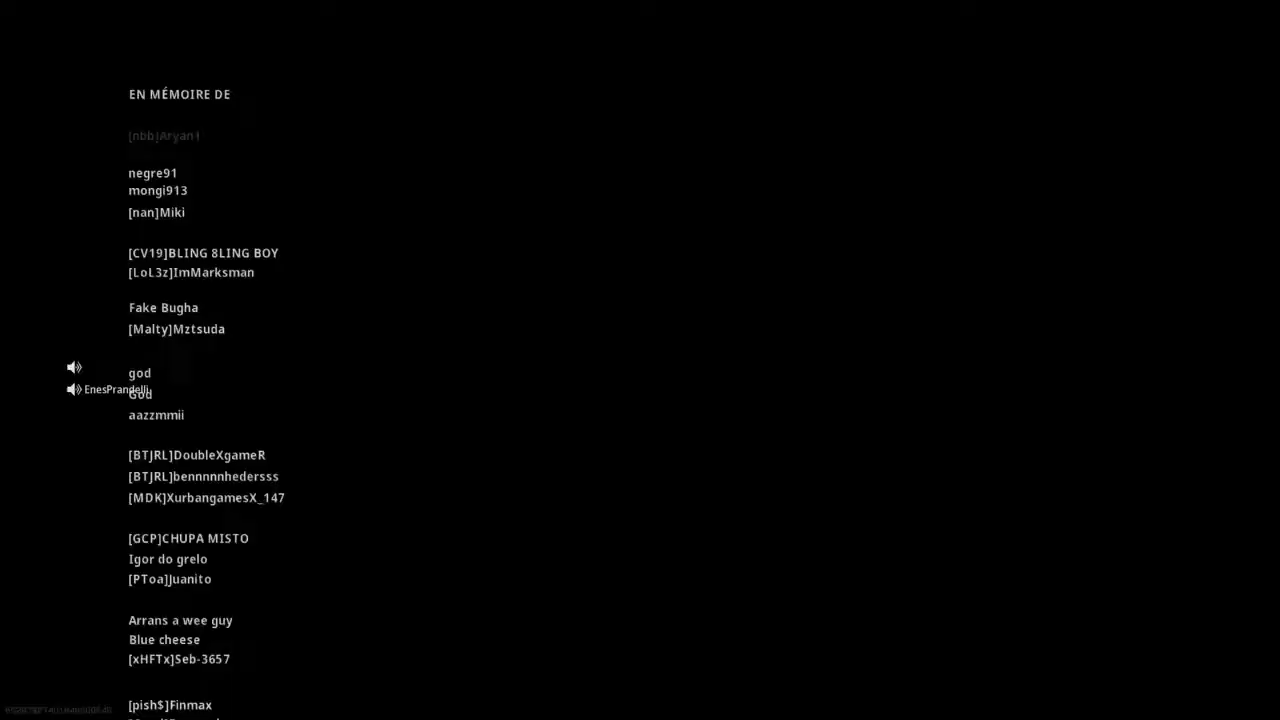 EN MÉMOIRE DE
[nbb]Aryan1
negre91
mongi913
[nan]Miki
[CV19]BLING 8LING BOY
[LoL3z]ImMarksman
Fake Bugha
[Malty]Mztsuda
god
EnesPrandelli
God
aazzmmii
[BTJRL]DoubleXgameR
[BTJRL]bennnnnhedersss
[MDK]XurbangamesX_147
[GCP]CHUPA MISTO
Igor do grelo
[PToa]Juanito
Arrans a wee guy
Blue cheese
[xHFTx]Seb-3657
[pish$]Finmax